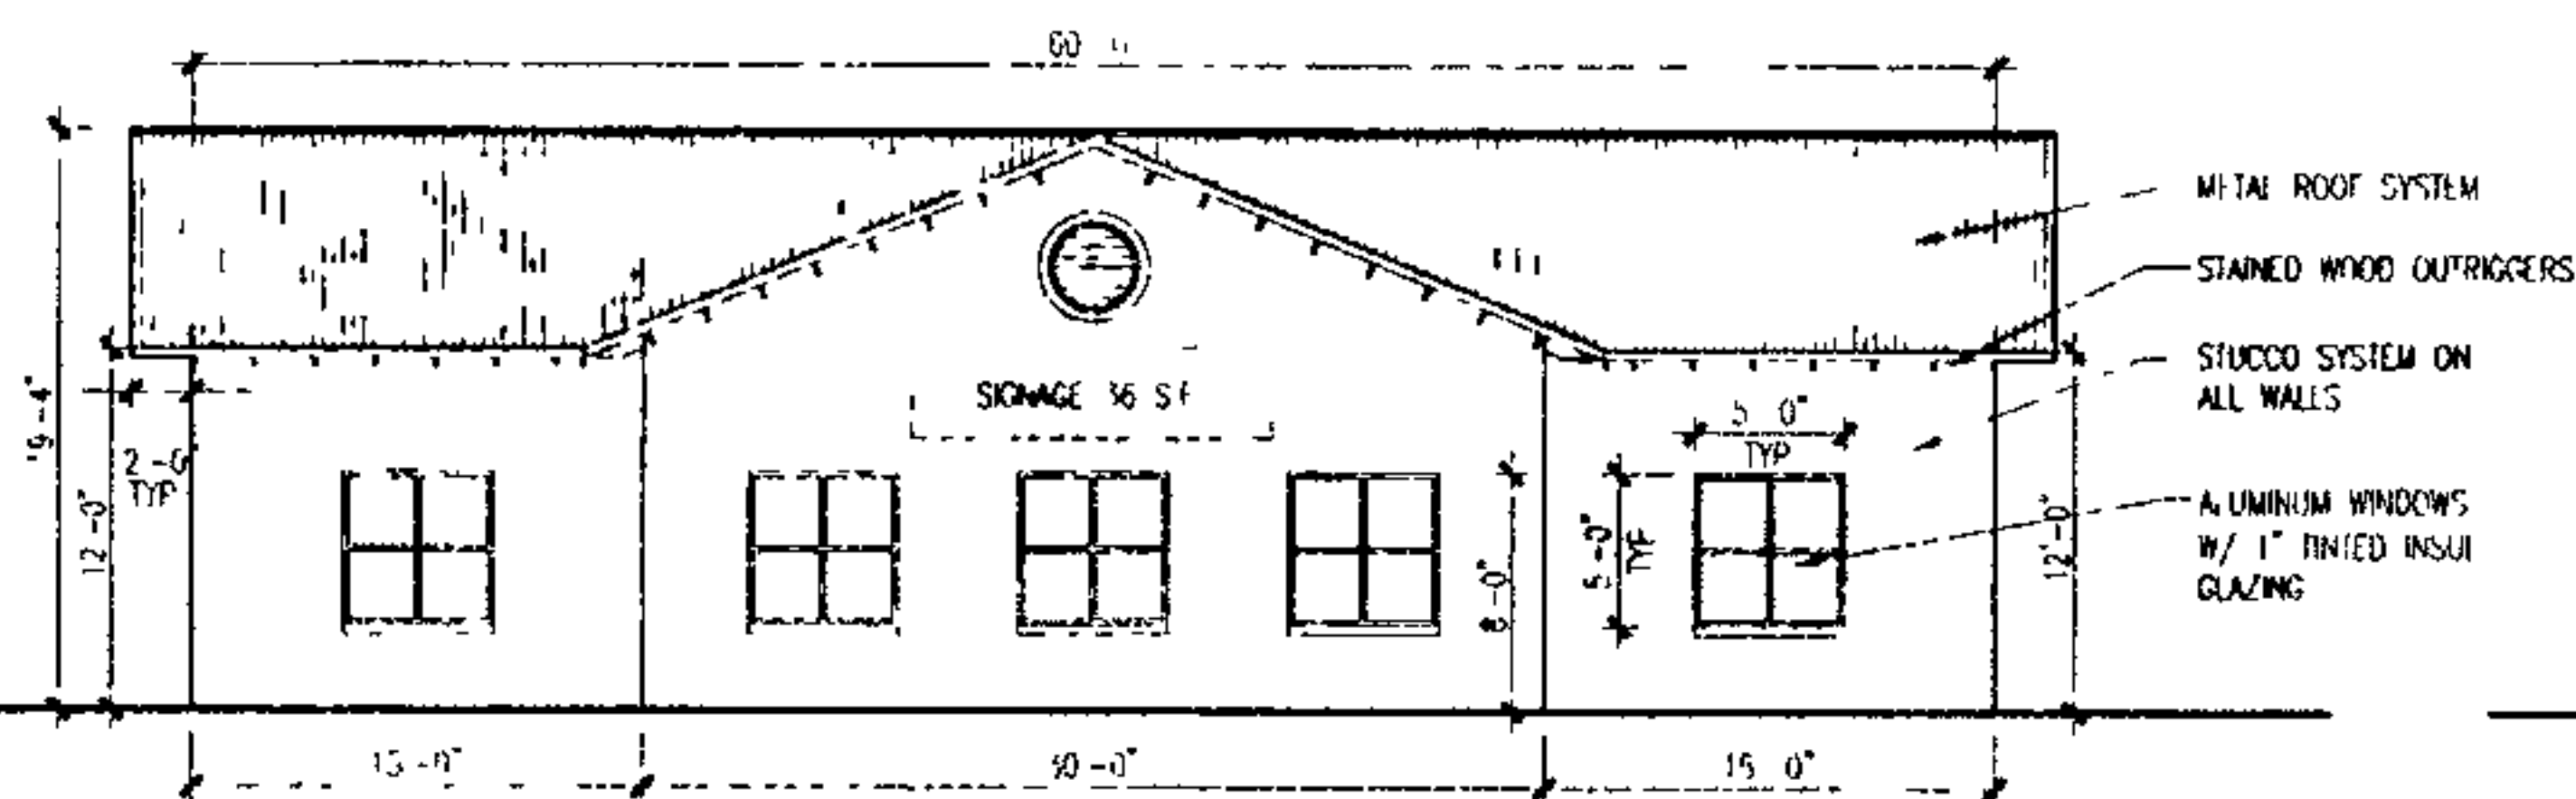 60
METAL ROOF SYSTEM
STAINED WOOD OUTRIGGERS
STUCCO SYSTEM ON
ALL WALLS
SIGNAGE 36 S F
5 0"
TYP
19-4"
2-0
TYP
12-0"
8-0"
5-0"
TYP
12'-0"
ALUMINUM WINDOWS
W/ 1" TINTED INSUL
GLAZING
15-0"
30-0"
15 0"